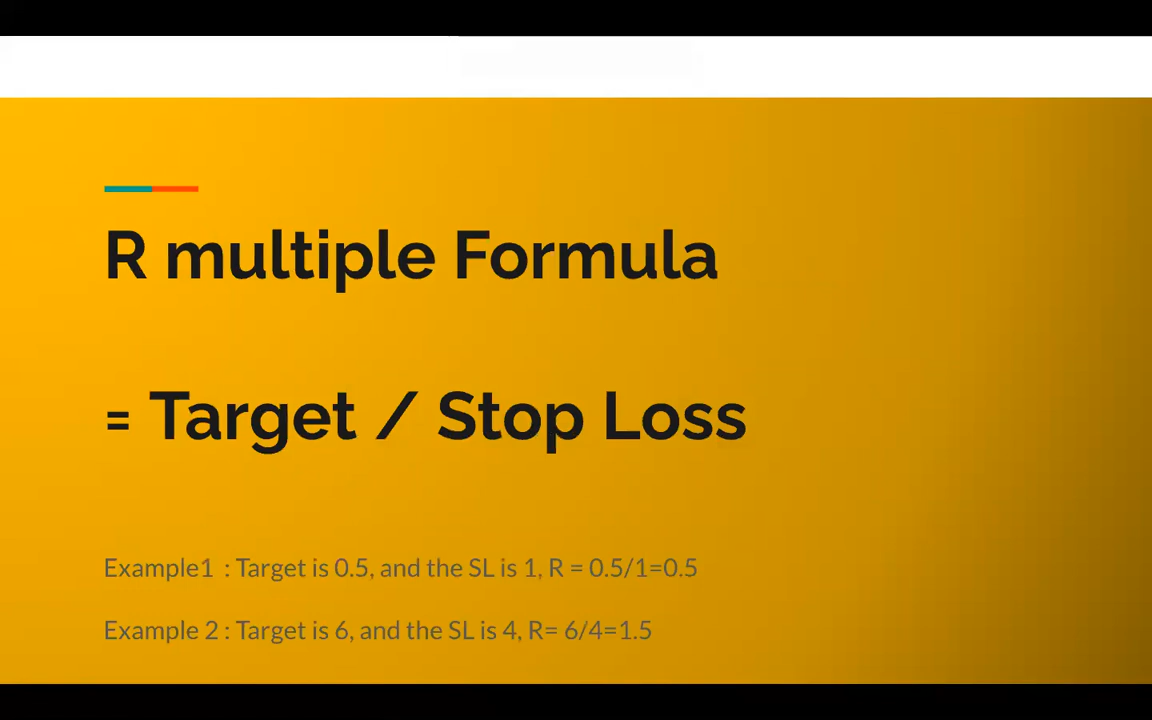 R multiple Formula
= Target / Stop Loss
Example1 : Target is 0.5, and the SL is 1, R = 0.5/1=0.5
Example 2 : Target is 6, and the SL is 4, R= 6/4=1.5